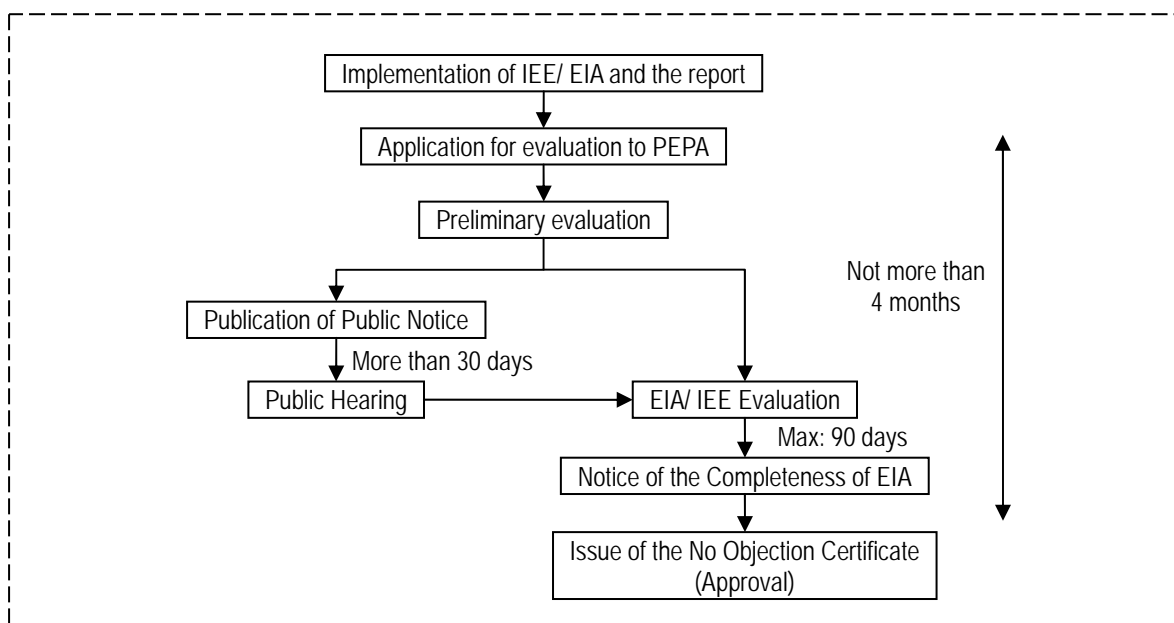 Implementation of IEE/ EIA and the report
Application for evaluation to PEPA
Preliminary evaluation
Not more than
4 months
Publication of Public Notice
More than 30 days
Public Hearing
EIA/ IEE Evaluation
Max: 90 days
Notice of the Completeness of EIA
Issue of the No Objection Certificate
(Approval)